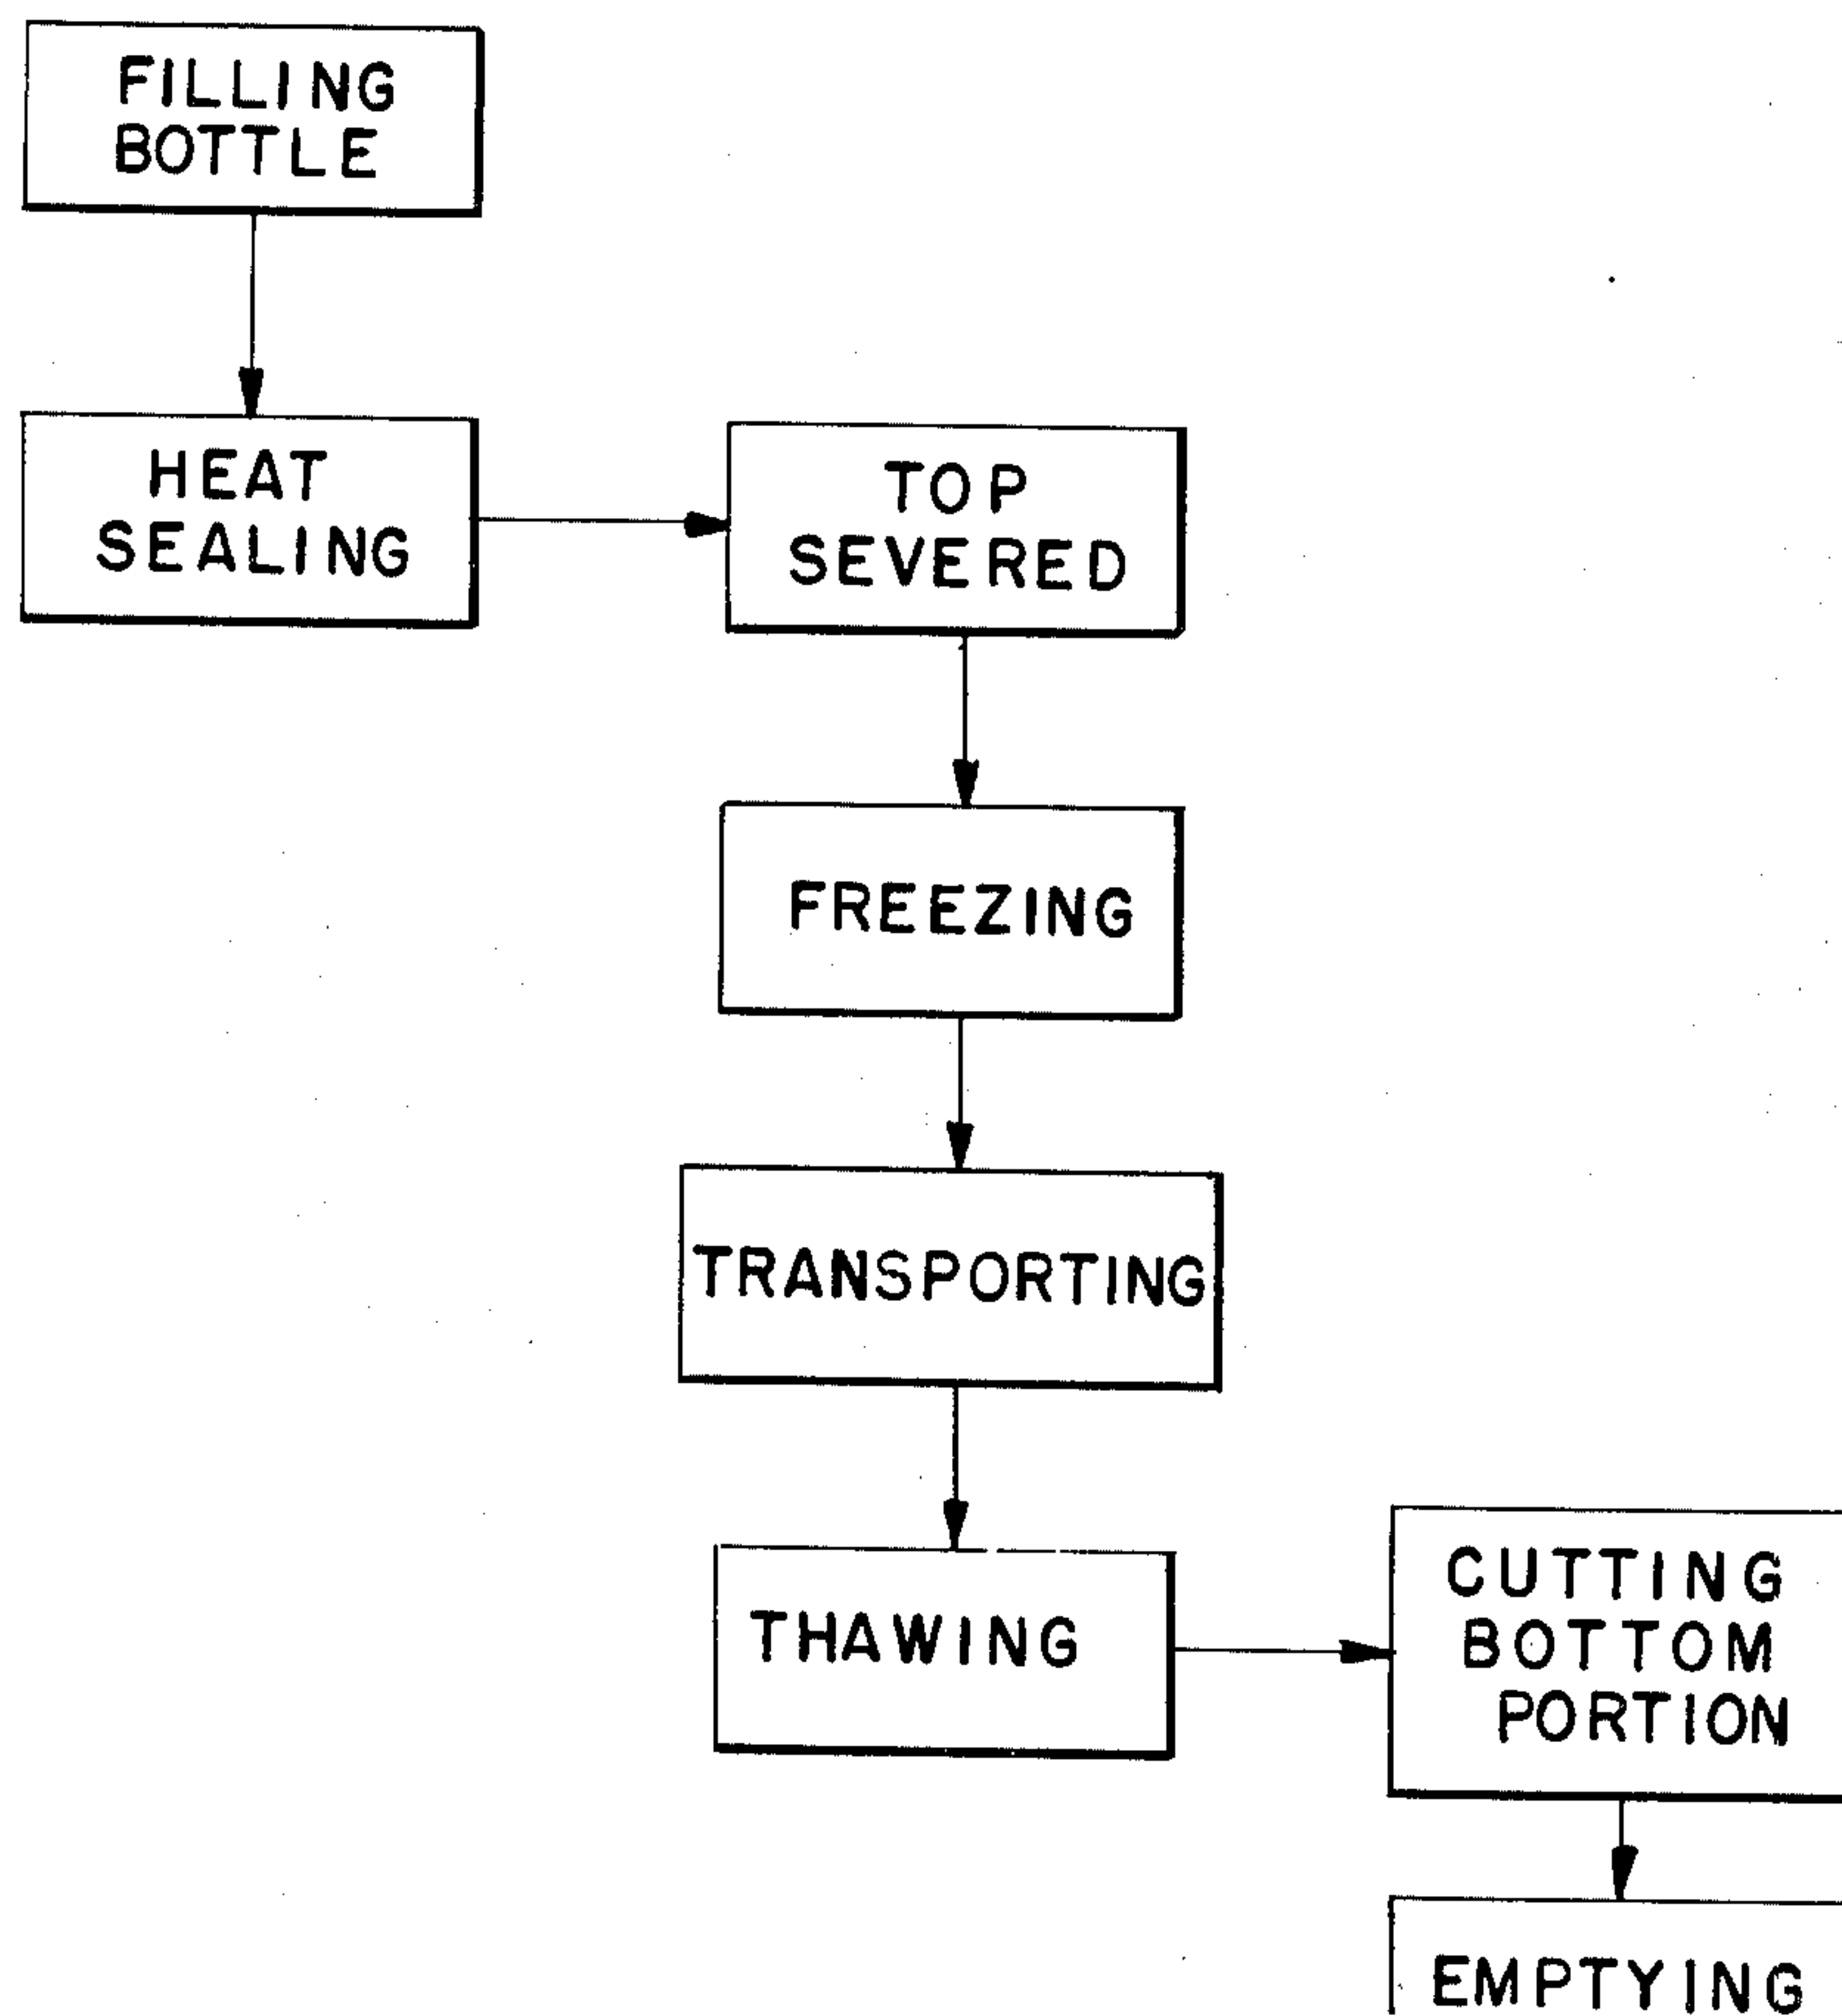 FILLING
BOTTLE
HEAT
SEALING
TOP
SEVERED
FREEZING
TRANSPORTING
THAWING
CUTTING
BOTTOM
PORTION
EMPTYING